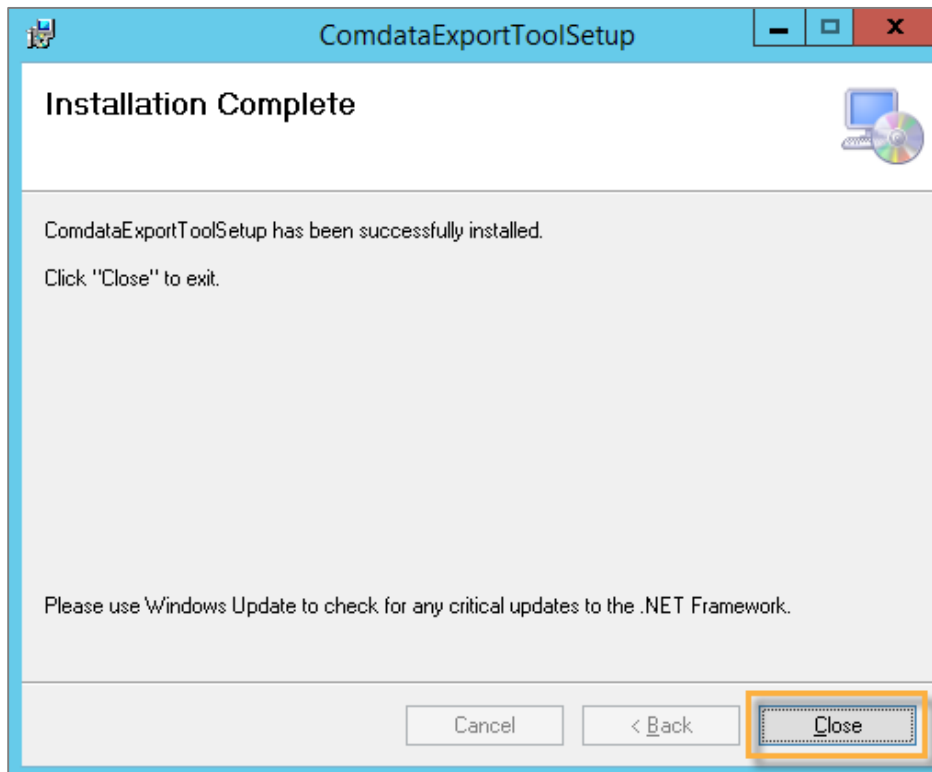 ComdataExportToolSetup
Installation Complete
ComdataExportToolSetup has been successfully installed.
Click "Close" to exit.
Please use Windows Update to check for any critical updates to the .NET Framework.
Cancel
< Back
Close